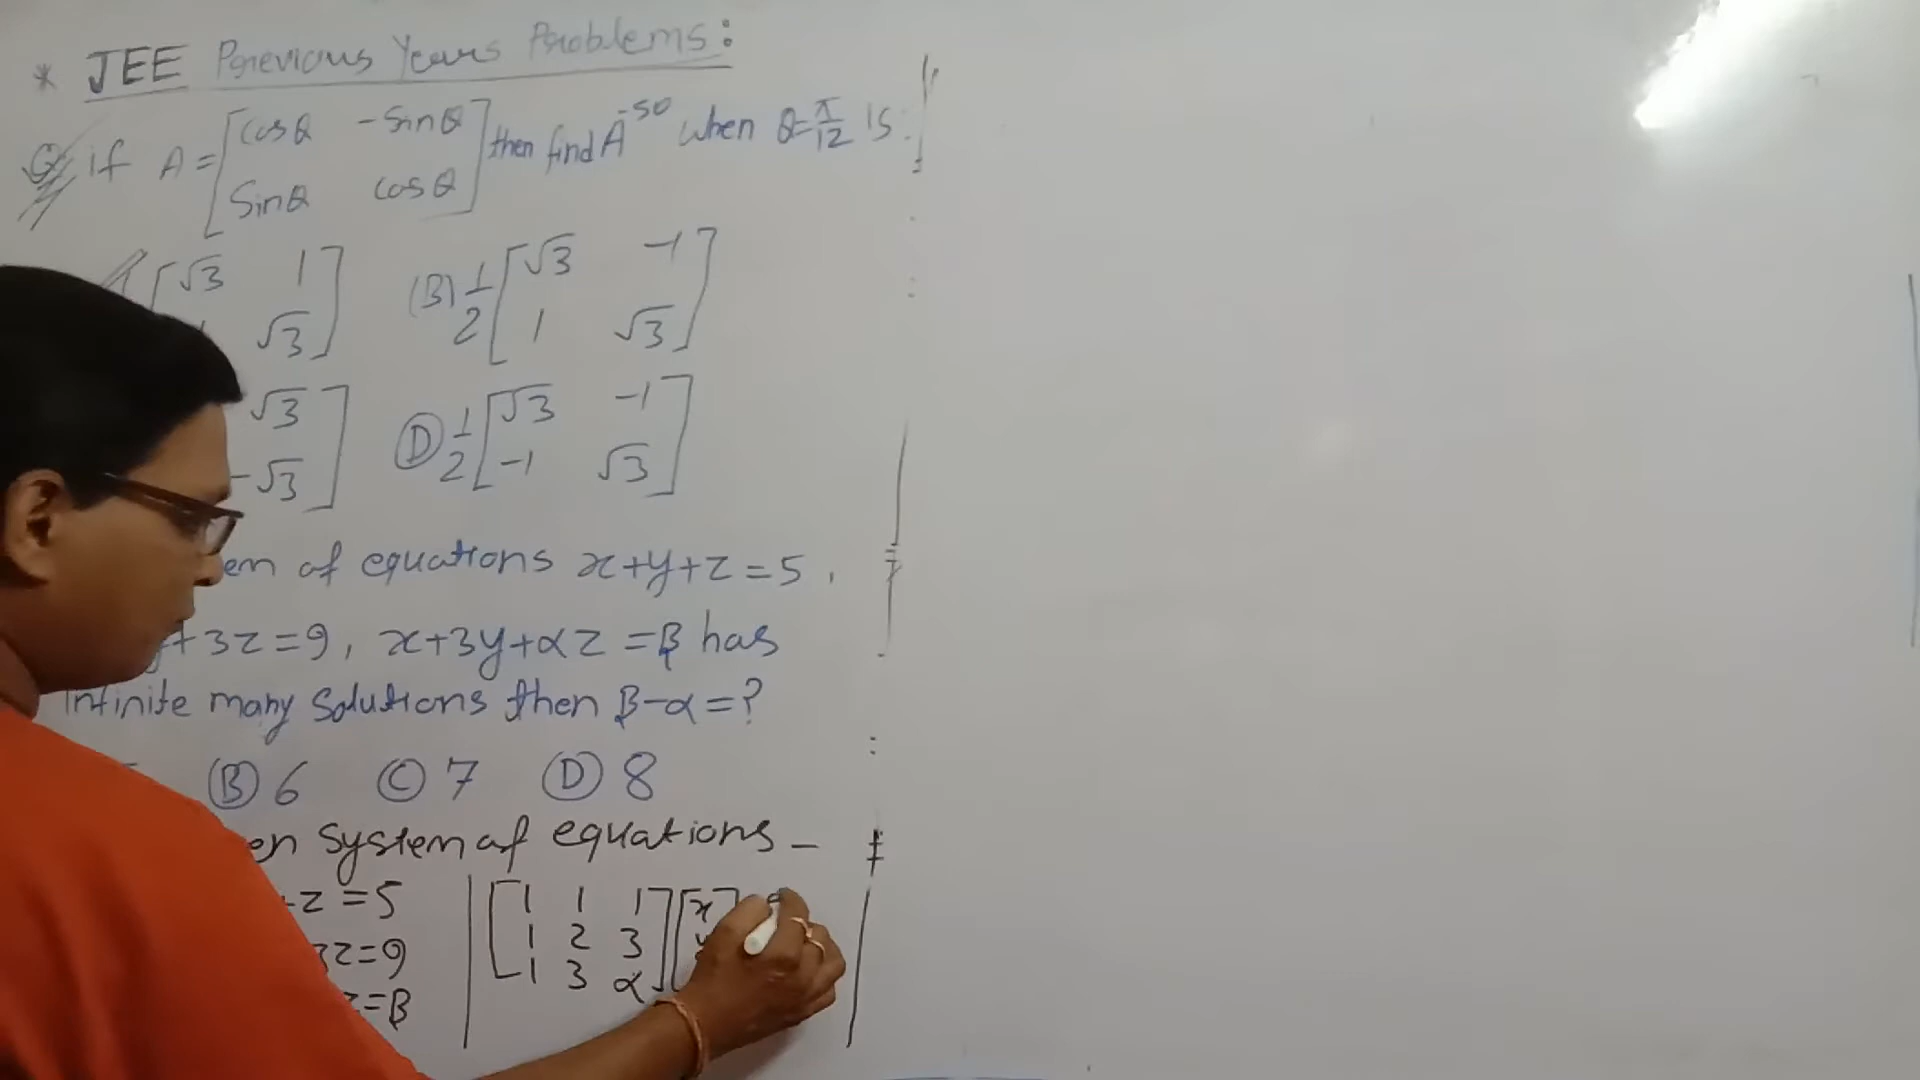 * JEE Previous Years Problems:
Q if A = [cosθ -sinθ; sinθ cosθ] then find A^-50 when θ = π/12 is:
[√3 1; √3] (B) 1/2 [√3 -1; 1 √3]
[√3; -√3] (D) 1/2 [√3 -1; -1 √3]
of equations x+y+z=5,
+3z=9, x+3y+αz=β has
infinite many solutions then β-α=?
(B) 6 (C) 7 (D) 8
system of equations –
z=5
z=9
=β
[1 1 1; 1 2 3; 1 3 α] [x